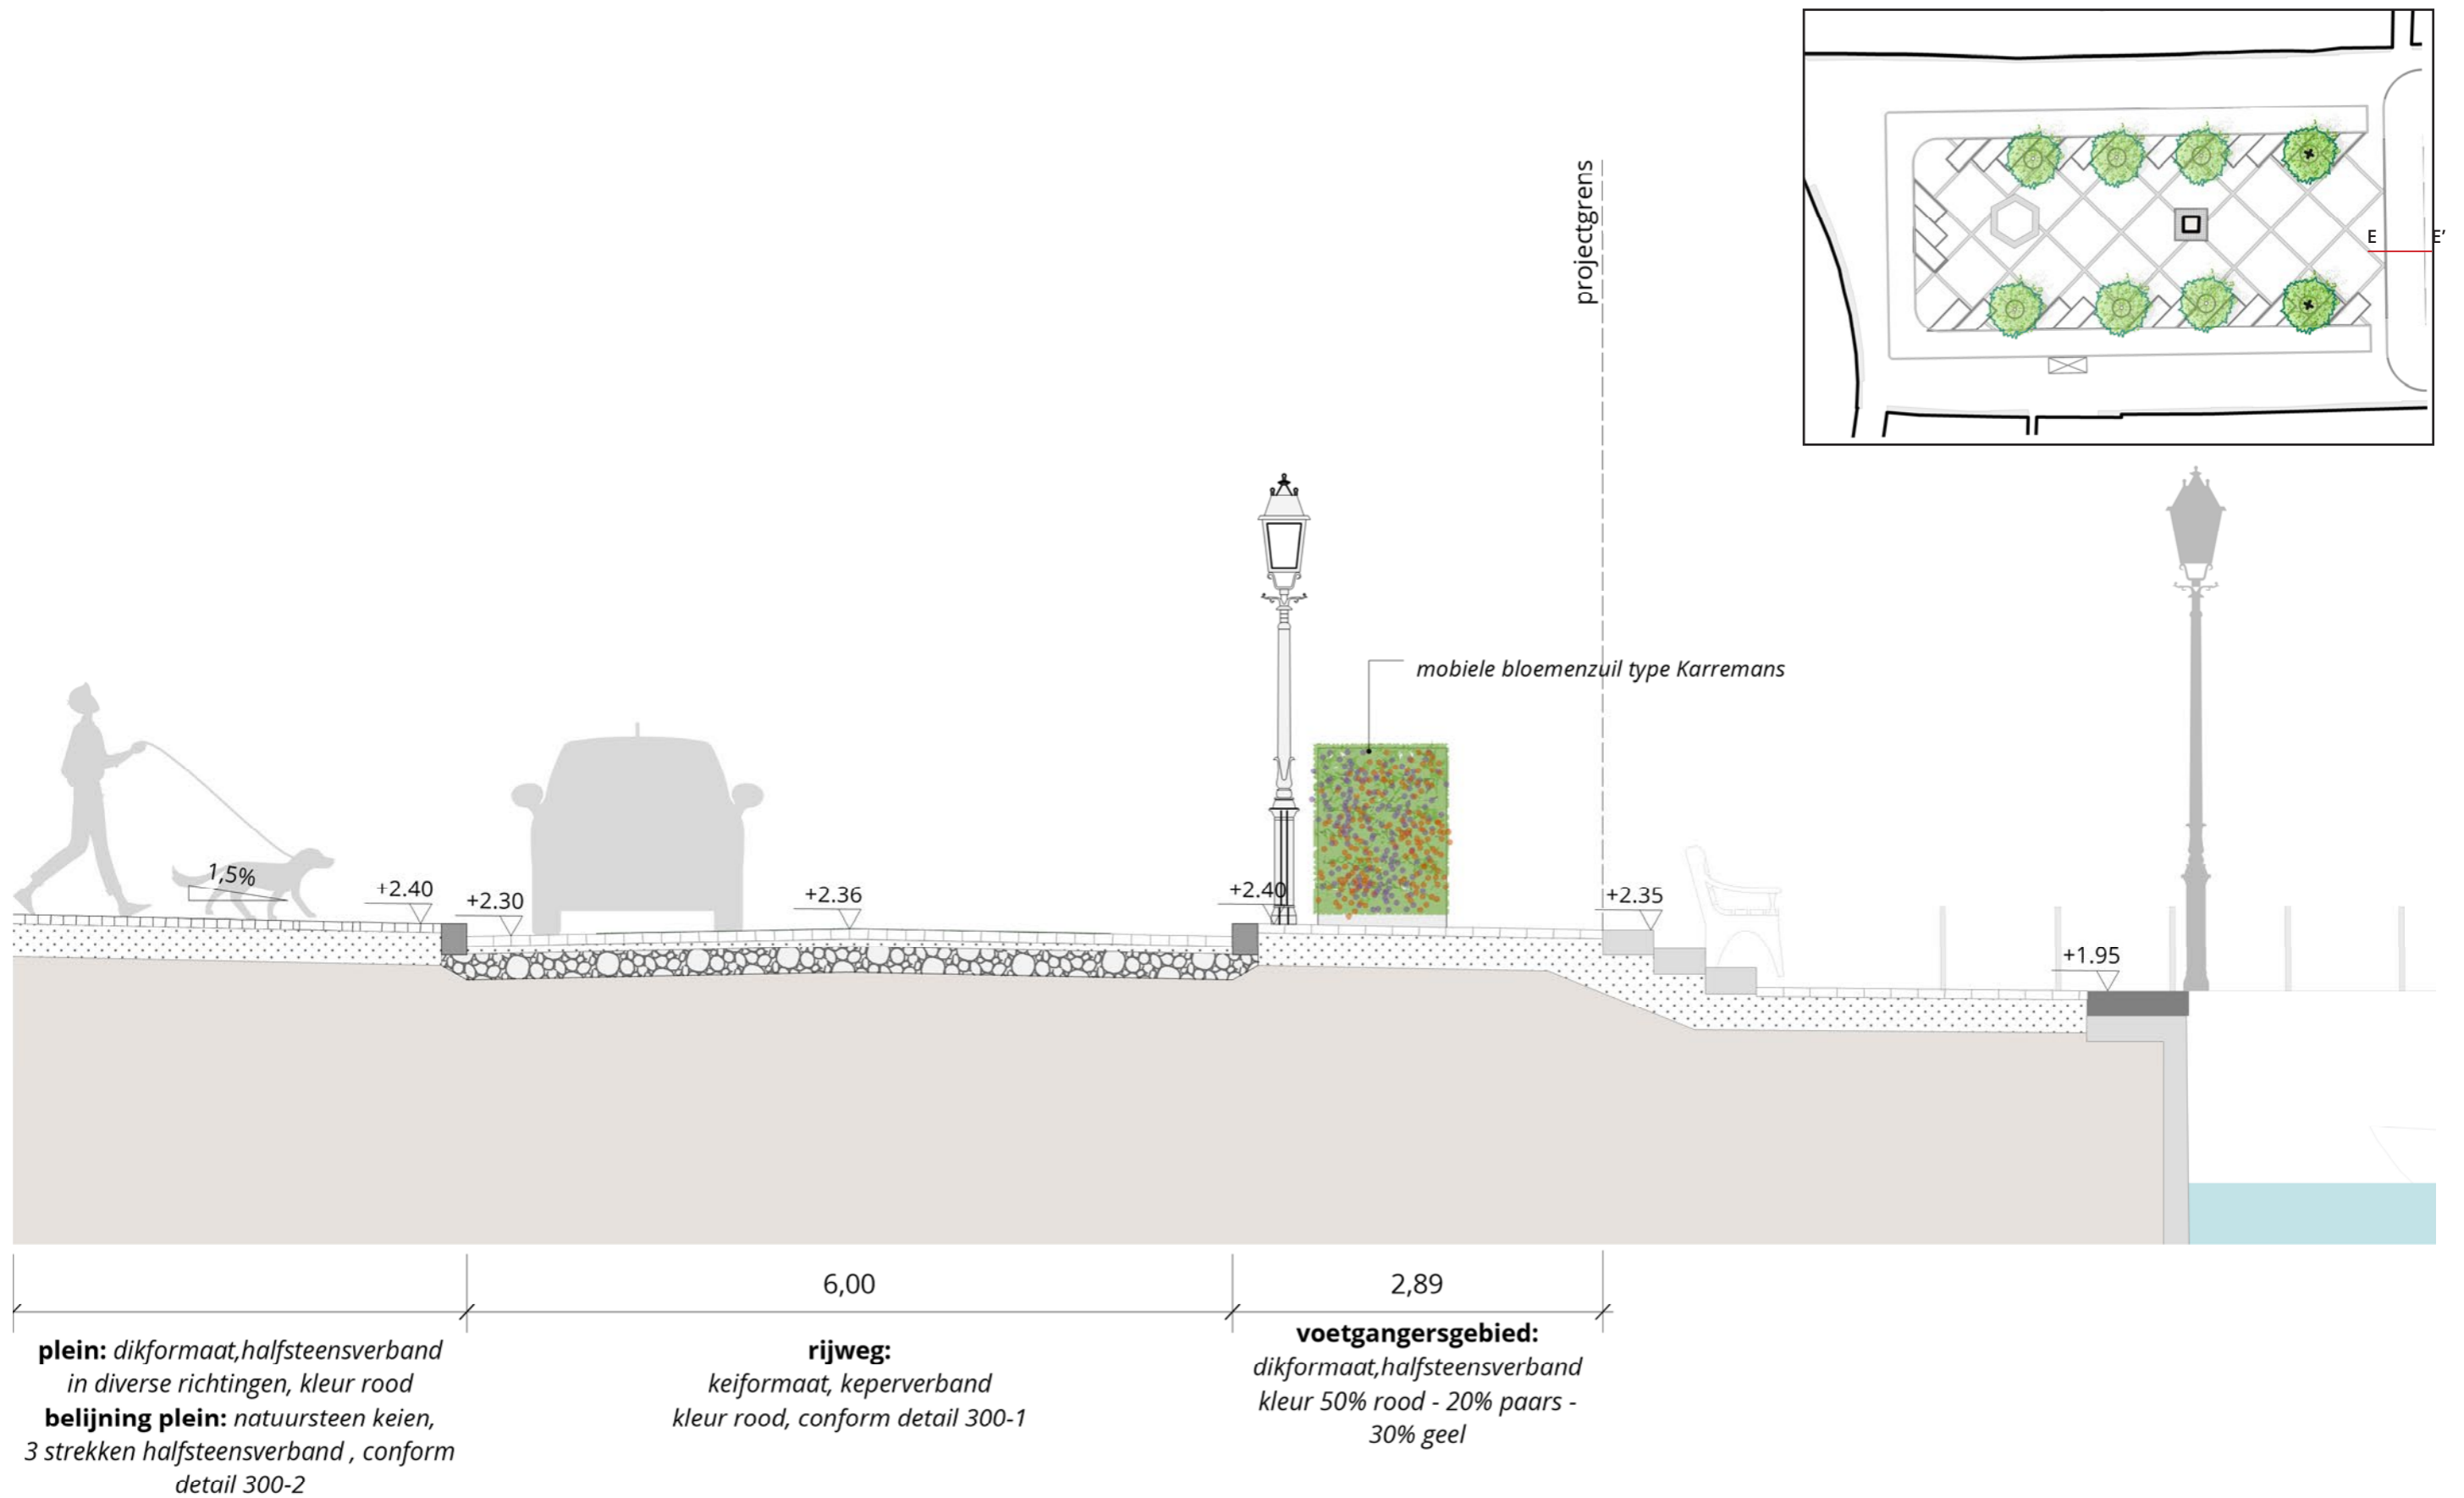 E
E'
projectgrens
mobiele bloemenzuil type Karremans
1,5%
+2.40
+2.30
+2.36
+2.40
+2.35
+1.95
6,00
2,89
plein: dikformaat,halfsteensverband
in diverse richtingen, kleur rood
belijning plein: natuursteen keien,
3 strekken halfsteensverband , conform
detail 300-2
rijweg:
keiformaat, keperverband
kleur rood, conform detail 300-1
voetgangersgebied:
dikformaat,halfsteensverband
kleur 50% rood - 20% paars -
30% geel